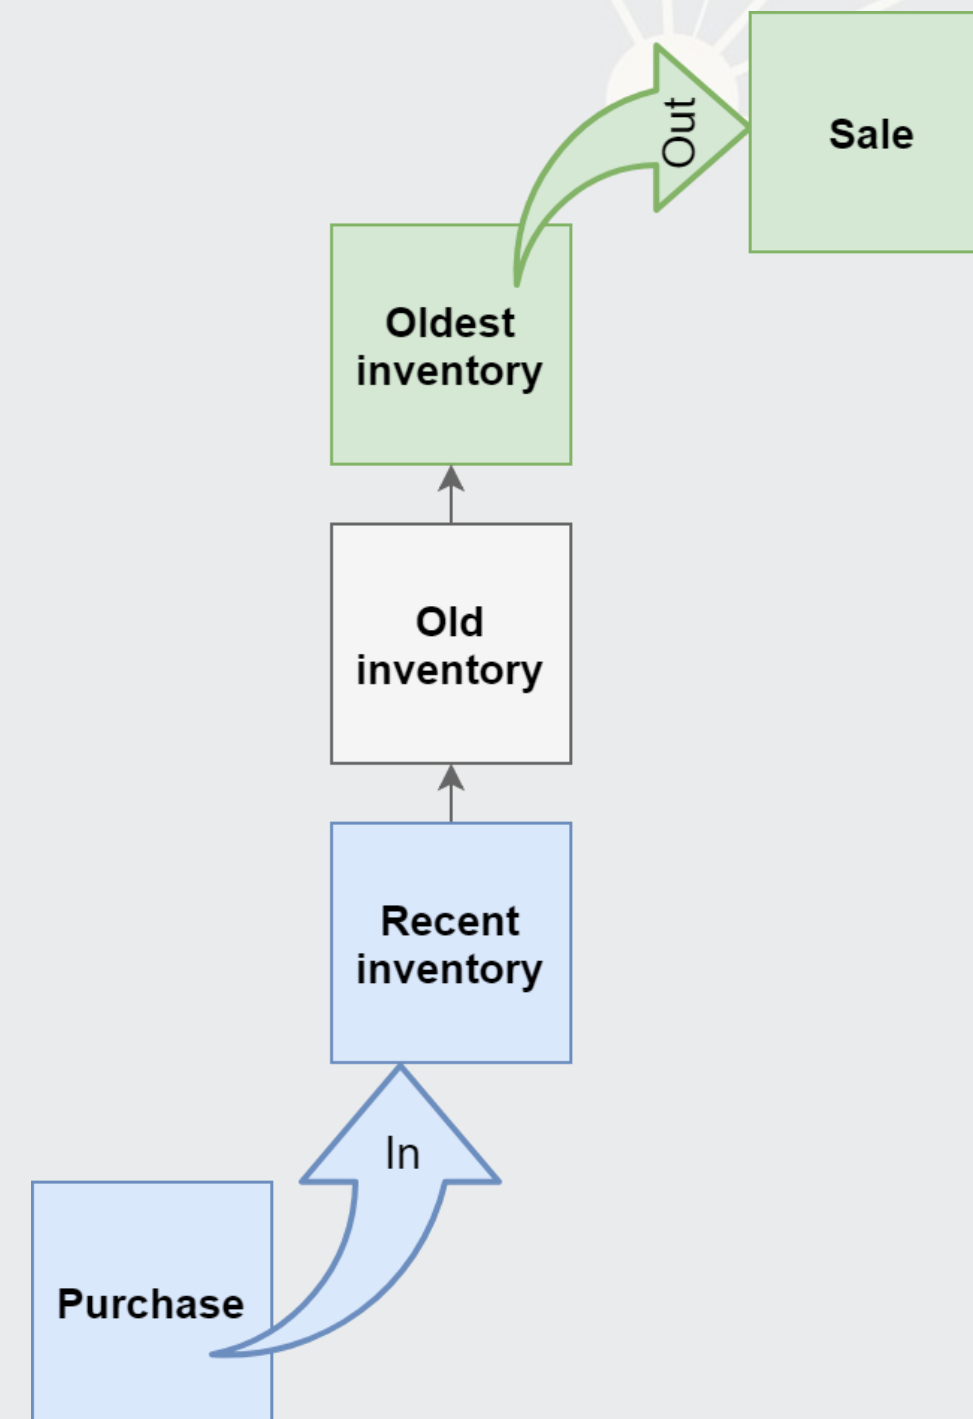 Out
Sale
Oldest
inventory
Old
inventory
Recent
inventory
In
Purchase